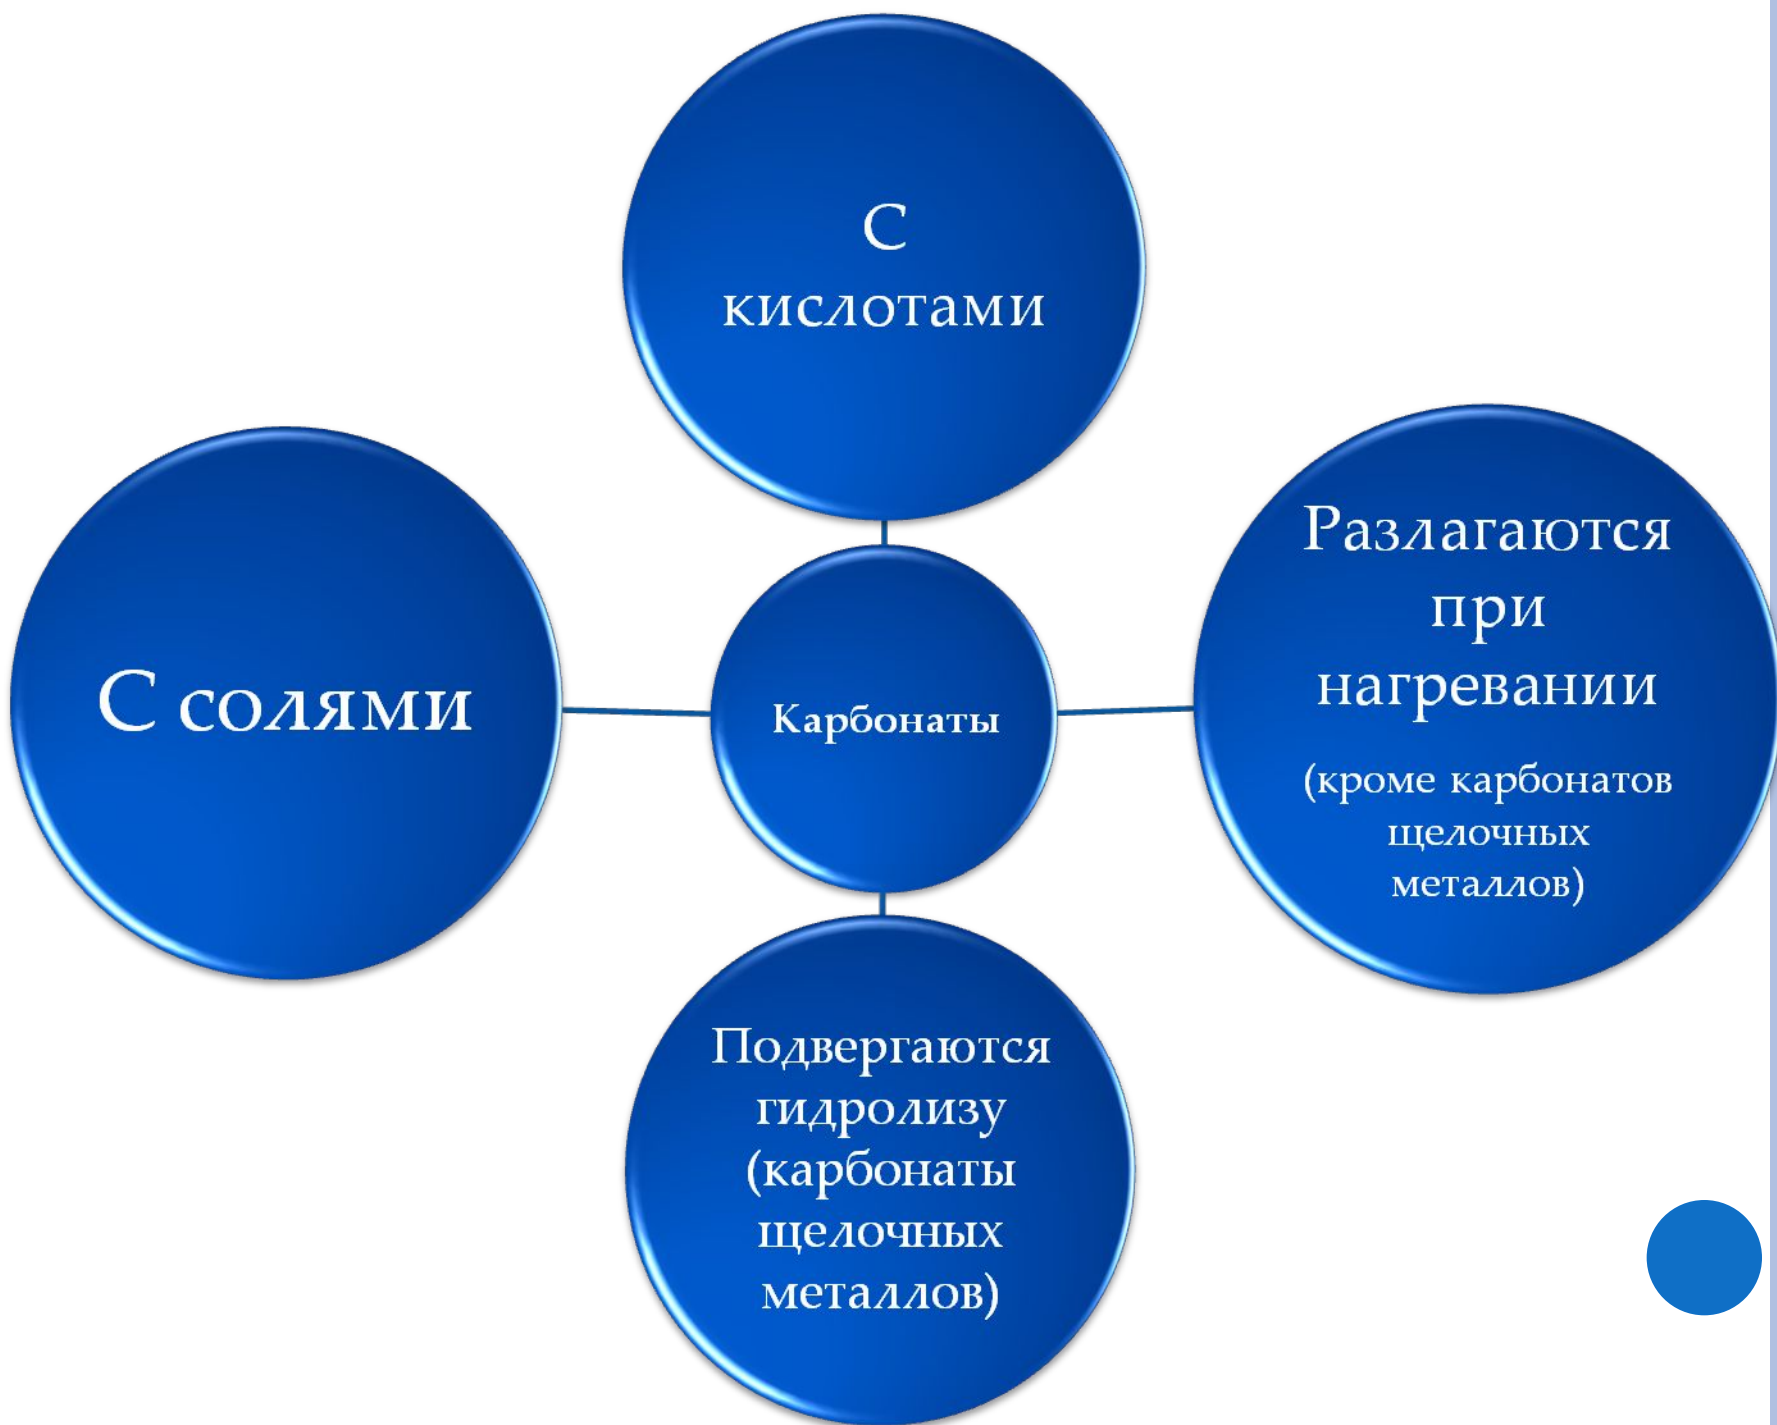 С
кислотами
С солями
Карбонаты
Разлагаются
при
нагревании
(кроме карбонатов
щелочных
металлов)
Подвергаются
гидролизу
(карбонаты
щелочных
металлов)